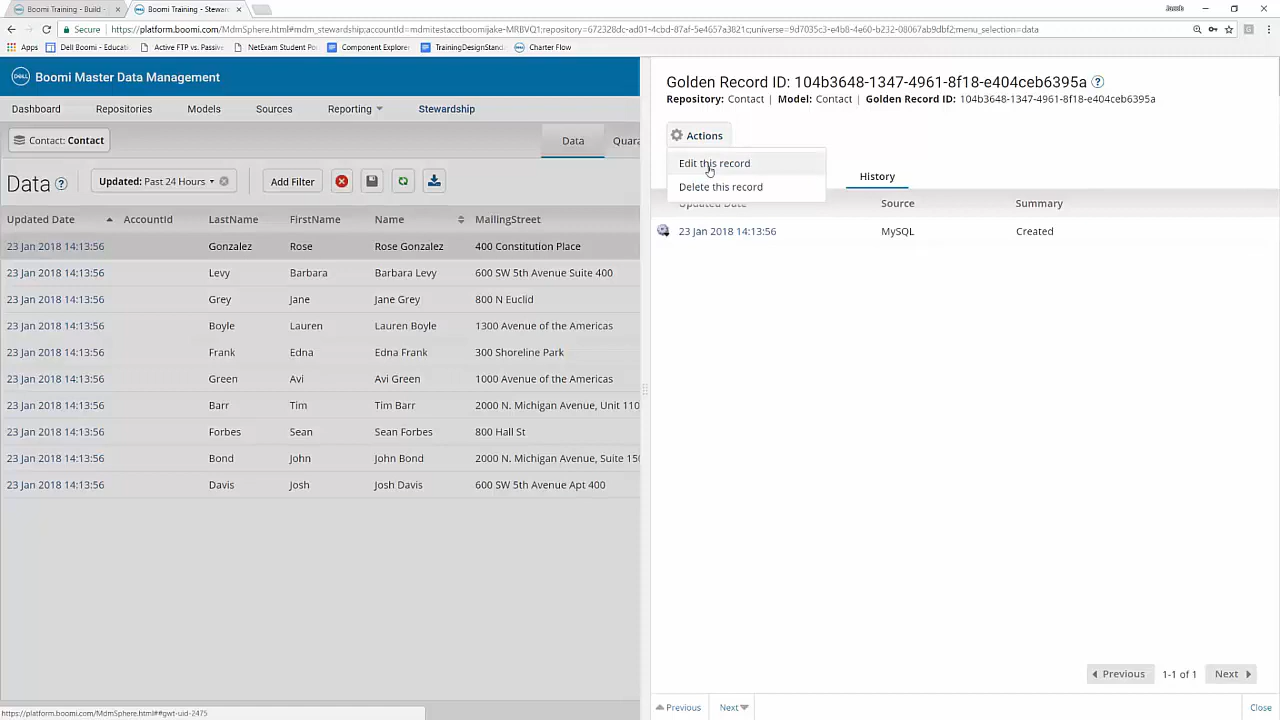 Boomi Training - Build -
Boomi Training - Stewar
Secure https://platform.boomi.com/MdmSphere.html#mdm_stewardship;accountId=mdmitestacctboomijake-MRBVQ1;repository=672328dc-ad01-4cbd-87af-5e4657a3821c;universe=9d7035c3-e4b8-4e60-b232-08067ab9dbf2;menu_selection=data
Apps Dell Boomi - Educati Active FTP vs. Passive NetExam Student Po Component Explorer TrainingDesignStand Charter Flow
DELL Boomi Master Data Management
Dashboard Repositories Models Sources Reporting Stewardship
Contact: Contact Data Quara
Data ? Updated: Past 24 Hours Add Filter
Updated Date AccountId LastName FirstName Name MailingStreet
23 Jan 2018 14:13:56 Gonzalez Rose Rose Gonzalez 400 Constitution Place
23 Jan 2018 14:13:56 Levy Barbara Barbara Levy 600 SW 5th Avenue Suite 400
23 Jan 2018 14:13:56 Grey Jane Jane Grey 800 N Euclid
23 Jan 2018 14:13:56 Boyle Lauren Lauren Boyle 1300 Avenue of the Americas
23 Jan 2018 14:13:56 Frank Edna Edna Frank 300 Shoreline Park
23 Jan 2018 14:13:56 Green Avi Avi Green 1000 Avenue of the Americas
23 Jan 2018 14:13:56 Barr Tim Tim Barr 2000 N. Michigan Avenue, Unit 110
23 Jan 2018 14:13:56 Forbes Sean Sean Forbes 800 Hall St
23 Jan 2018 14:13:56 Bond John John Bond 2000 N. Michigan Avenue, Suite 150
23 Jan 2018 14:13:56 Davis Josh Josh Davis 600 SW 5th Avenue Apt 400
https://platform.boomi.com/MdmSphere.html##gwt-uid-2475
Golden Record ID: 104b3648-1347-4961-8f18-e404ceb6395a ?
Repository: Contact | Model: Contact | Golden Record ID: 104b3648-1347-4961-8f18-e404ceb6395a
Actions
Edit this record
Delete this record
History
Updated Date Source Summary
23 Jan 2018 14:13:56 MySQL Created
Previous 1-1 of 1 Next
Previous Next Close